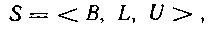 S = < B, L, U > ,